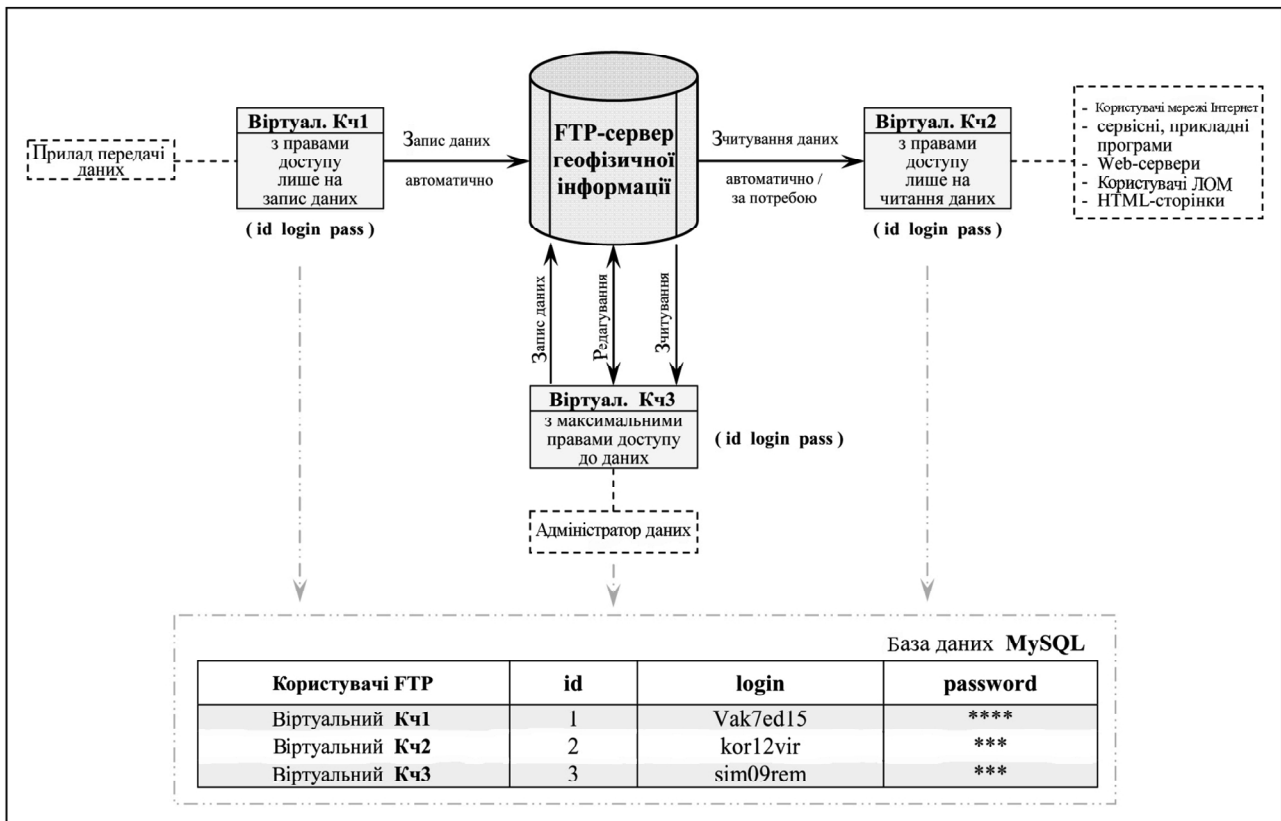 Прилад передачі
даних
Віртуал. Кч1
з правами
доступу
лише на
запис даних
( id login pass )
Запис даних
автоматично
FTP-сервер
геофізичної
інформації
Зчитування даних
автоматично /
за потребою
Віртуал. Кч2
з правами
доступу
лише на
читання даних
( id login pass )
- Користувачі мережі Інтернет
- сервісні, прикладні
програми
- Web-сервери
- Користувачі ЛОМ
- HTML-сторінки
Запис даних
Редагування
Зчитування
Віртуал. Кч3
з максимальними
правами доступу
до даних
( id login pass )
Адміністратор даних
База даних MySQL
Користувачі FTP id login password
Віртуальний Кч1 1 Vak7ed15 ****
Віртуальний Кч2 2 kor12vir ***
Віртуальний Кч3 3 sim09rem ***